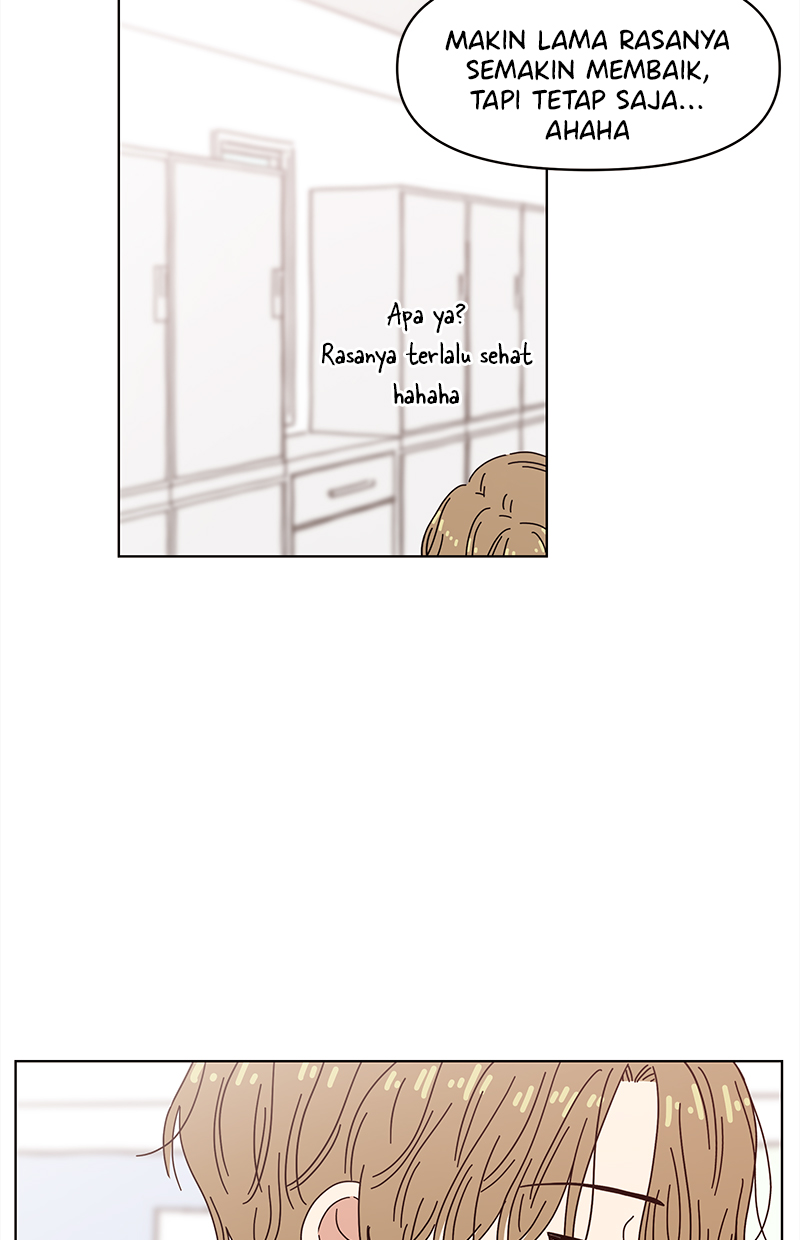 MAKIN LAMA RASANYA
SEMAKIN MEMBAIK,
TAPI TETAP SAJA...
AHAHA
Apa ya?
Rasanya terlalu sehat
hahaha